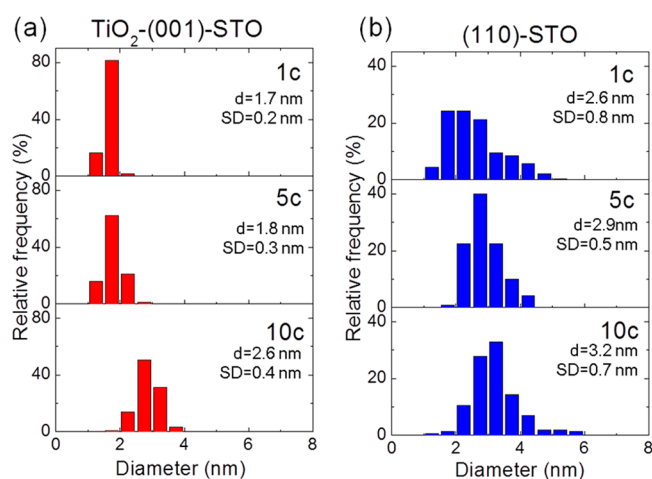 (a) TiO2-(001)-STO
80
40
0
1c
d=1.7 nm
SD=0.2 nm
80
40
0
5c
d=1.8 nm
SD=0.3 nm
80
40
0
10c
d=2.6 nm
SD=0.4 nm
Relative frequency (%)
Relative frequency (%)
0 2 4 6 8
Diameter (nm)
(b) (110)-STO
40
20
0
1c
d=2.6 nm
SD=0.8 nm
40
20
0
5c
d=2.9nm
SD=0.5 nm
40
20
0
10c
d=3.2 nm
SD=0.7 nm
Relative frequency (%)
Relative frequency (%)
0 2 4 6 8
Diameter (nm)